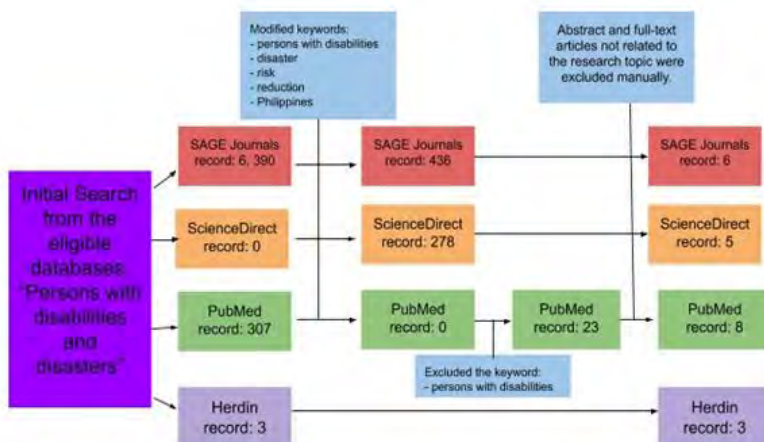 Modified keywords:
- persons with disabilities
- disaster
- risk
- reduction
- Philippines
Abstract and full-text
articles not related to
the research topic were
excluded manually.
Initial Search
from the
eligible
databases
"Persons with
disabilities
and
disasters"
SAGE Journals
record: 6, 390
SAGE Journals
record: 436
SAGE Journals
record: 6
ScienceDirect
record: 0
ScienceDirect
record: 278
ScienceDirect
record: 5
PubMed
record: 307
PubMed
record: 0
PubMed
record: 23
PubMed
record: 8
Excluded the keyword:
- persons with disabilities
Herdin
record: 3
Herdin
record: 3